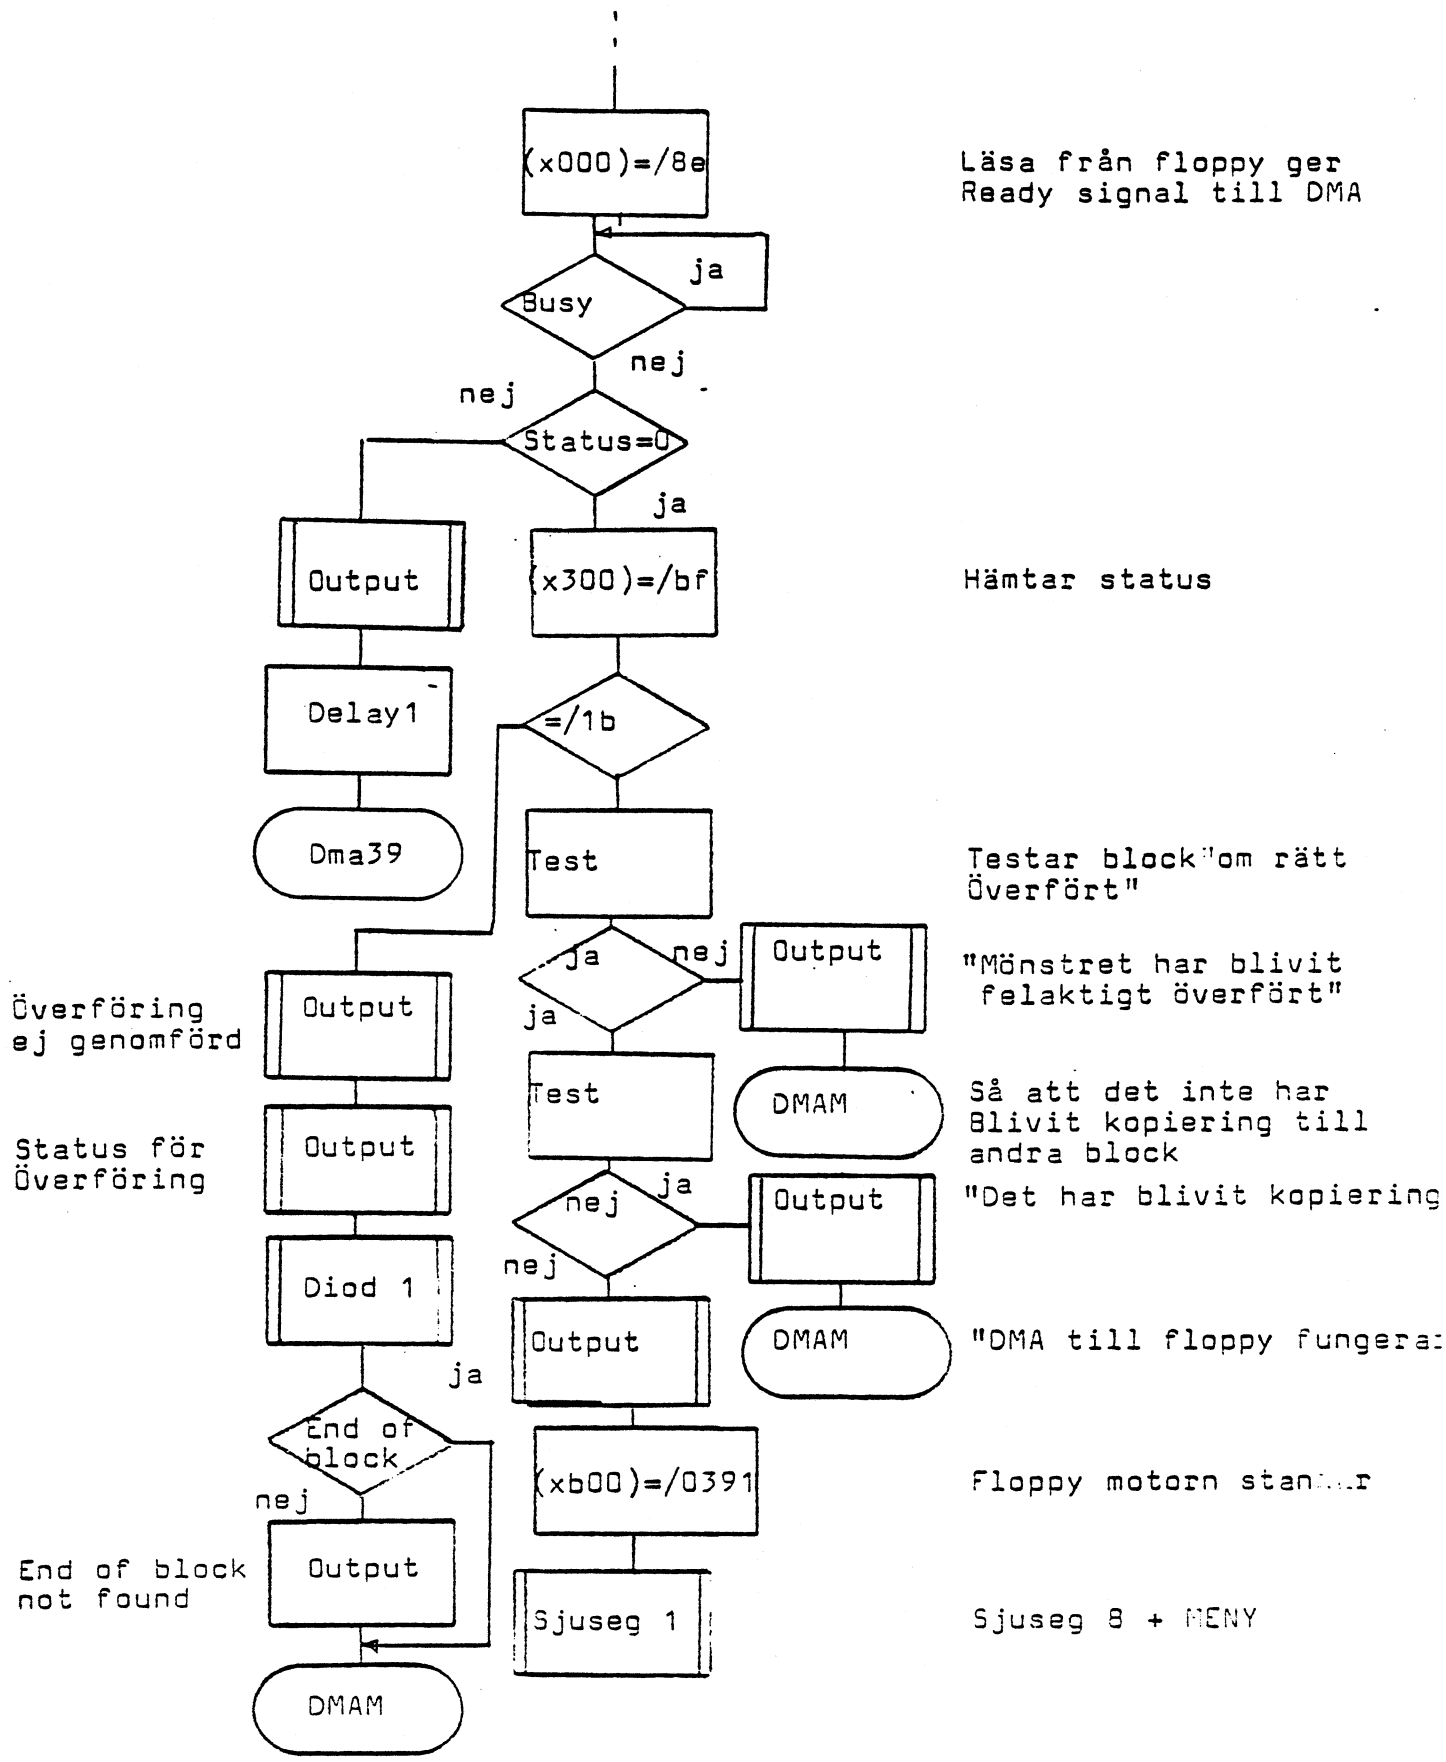 (x000)=/8e
Läsa från floppy ger
Ready signal till DMA
ja
Busy
nej
nej
Status=0
ja
Output
(x300)=/bf
Hämtar status
Delay1
=/1b
Dma39
Test
Testar block"om rätt
Överfört"
ja
nej
Output
"Mönstret har blivit
felaktigt överfört"
ja
Överföring
ej genomförd
Output
Test
DMAM
Så att det inte har
Blivit kopiering till
andra block
Status för
Överföring
Output
nej
ja
Output
"Det har blivit kopiering
nej
Diod 1
Output
DMAM
"DMA till floppy fungerar
ja
End of
block
nej
(xb00)=/0391
Floppy motorn
End of block
not found
Output
Sjuseg 1
Sjuseg 8 + MENY
DMAM